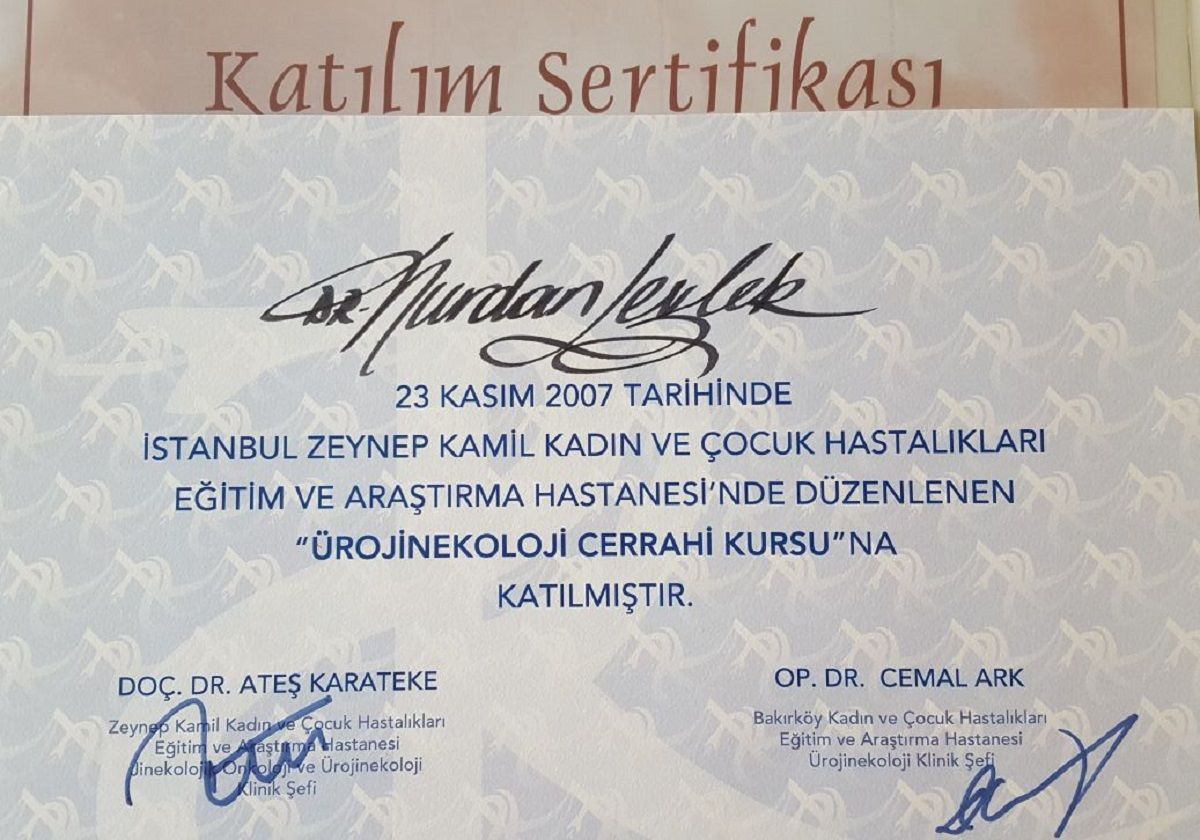 Katılım Sertifikası
DR. Nurdan
23 KASIM 2007 TARİHİNDE
İSTANBUL ZEYNEP KAMİL KADIN VE ÇOCUK HASTALIKLARI
EĞİTİM VE ARAŞTIRMA HASTANESİ'NDE DÜZENLENEN
"ÜROJİNEKOLOJİ CERRAHİ KURSU"NA
KATILMIŞTIR.
DOÇ. DR. ATEŞ KARATEKE
Zeynep Kamil Kadın ve Çocuk Hastalıkları
Eğitim ve Araştırma Hastanesi
Jinekolojik Onkoloji ve Ürojinekoloji
Klinik Şefi
OP. DR. CEMAL ARK
Bakırköy Kadın ve Çocuk Hastalıkları
Eğitim ve Araştırma Hastanesi
Ürojinekoloji Klinik Şefi